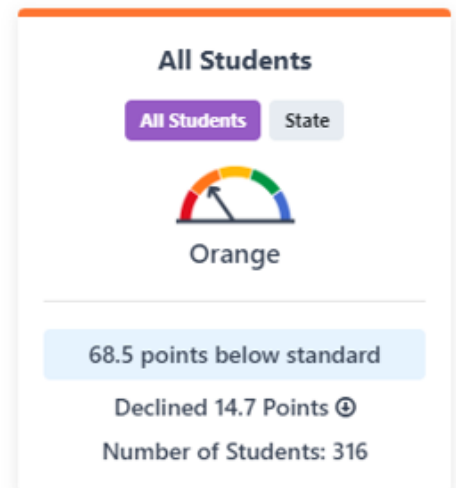 All Students
All Students State
Orange
68.5 points below standard
Declined 14.7 Points
Number of Students: 316